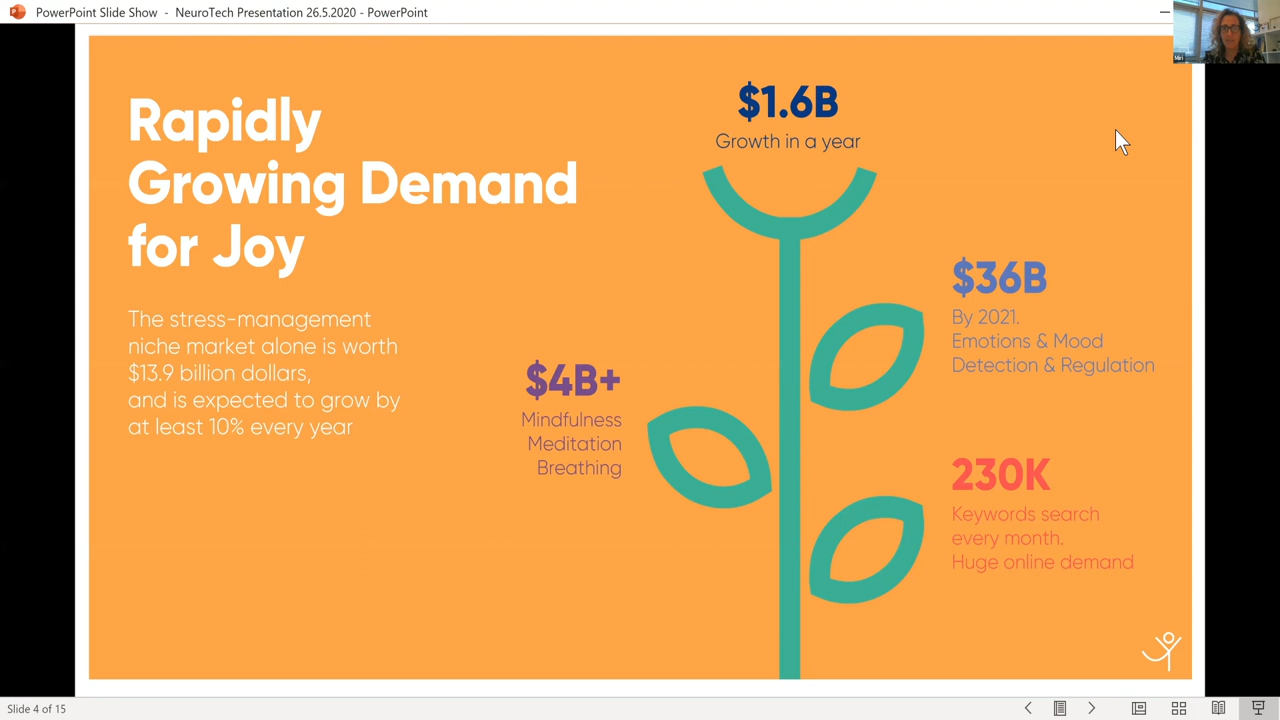 PowerPoint Slide Show - NeuroTech Presentation 26.5.2020 - PowerPoint
Miri
Rapidly
Growing Demand
for Joy
The stress-management
niche market alone is worth
$13.9 billion dollars,
and is expected to grow by
at least 10% every year
$1.6B
Growth in a year
$36B
By 2021.
Emotions & Mood
Detection & Regulation
$4B+
Mindfulness
Meditation
Breathing
230K
Keywords search
every month.
Huge online demand
Slide 4 of 15